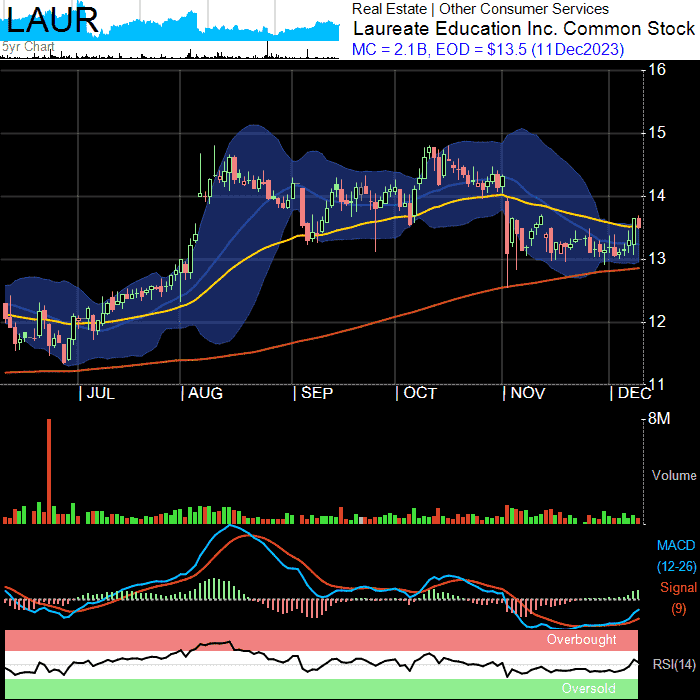 LAUR
Real Estate | Other Consumer Services
Laureate Education Inc. Common Stock
MC = 2.1B, EOD = $13.5 (11Dec2023)
5yr Chart
16
15
14
13
12
11
JUL AUG SEP OCT NOV DEC
8M
Volume
MACD
(12-26)
Signal
(9)
Overbought
RSI(14)
Oversold